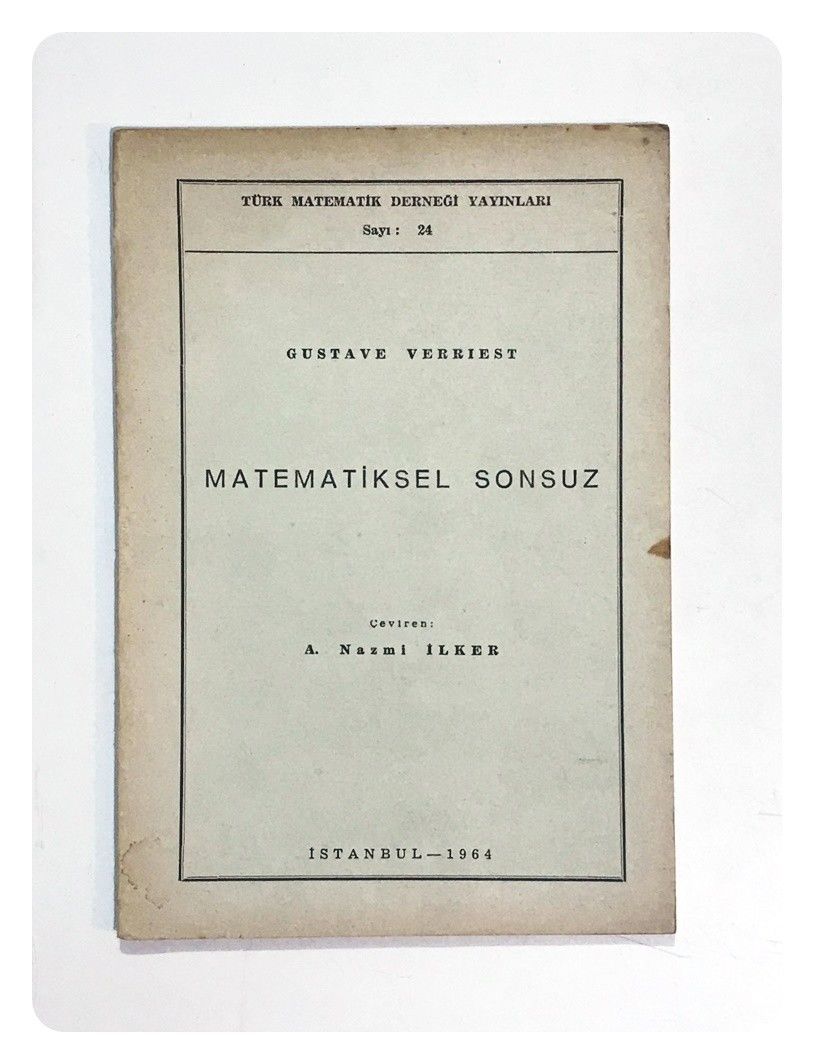 TÜRK MATEMATİK DERNEĞİ YAYINLARI
Sayı : 24
GUSTAVE VERRIEST
MATEMATİKSEL SONSUZ
Çeviren:
A. Nazmi İLKER
İSTANBUL — 1964